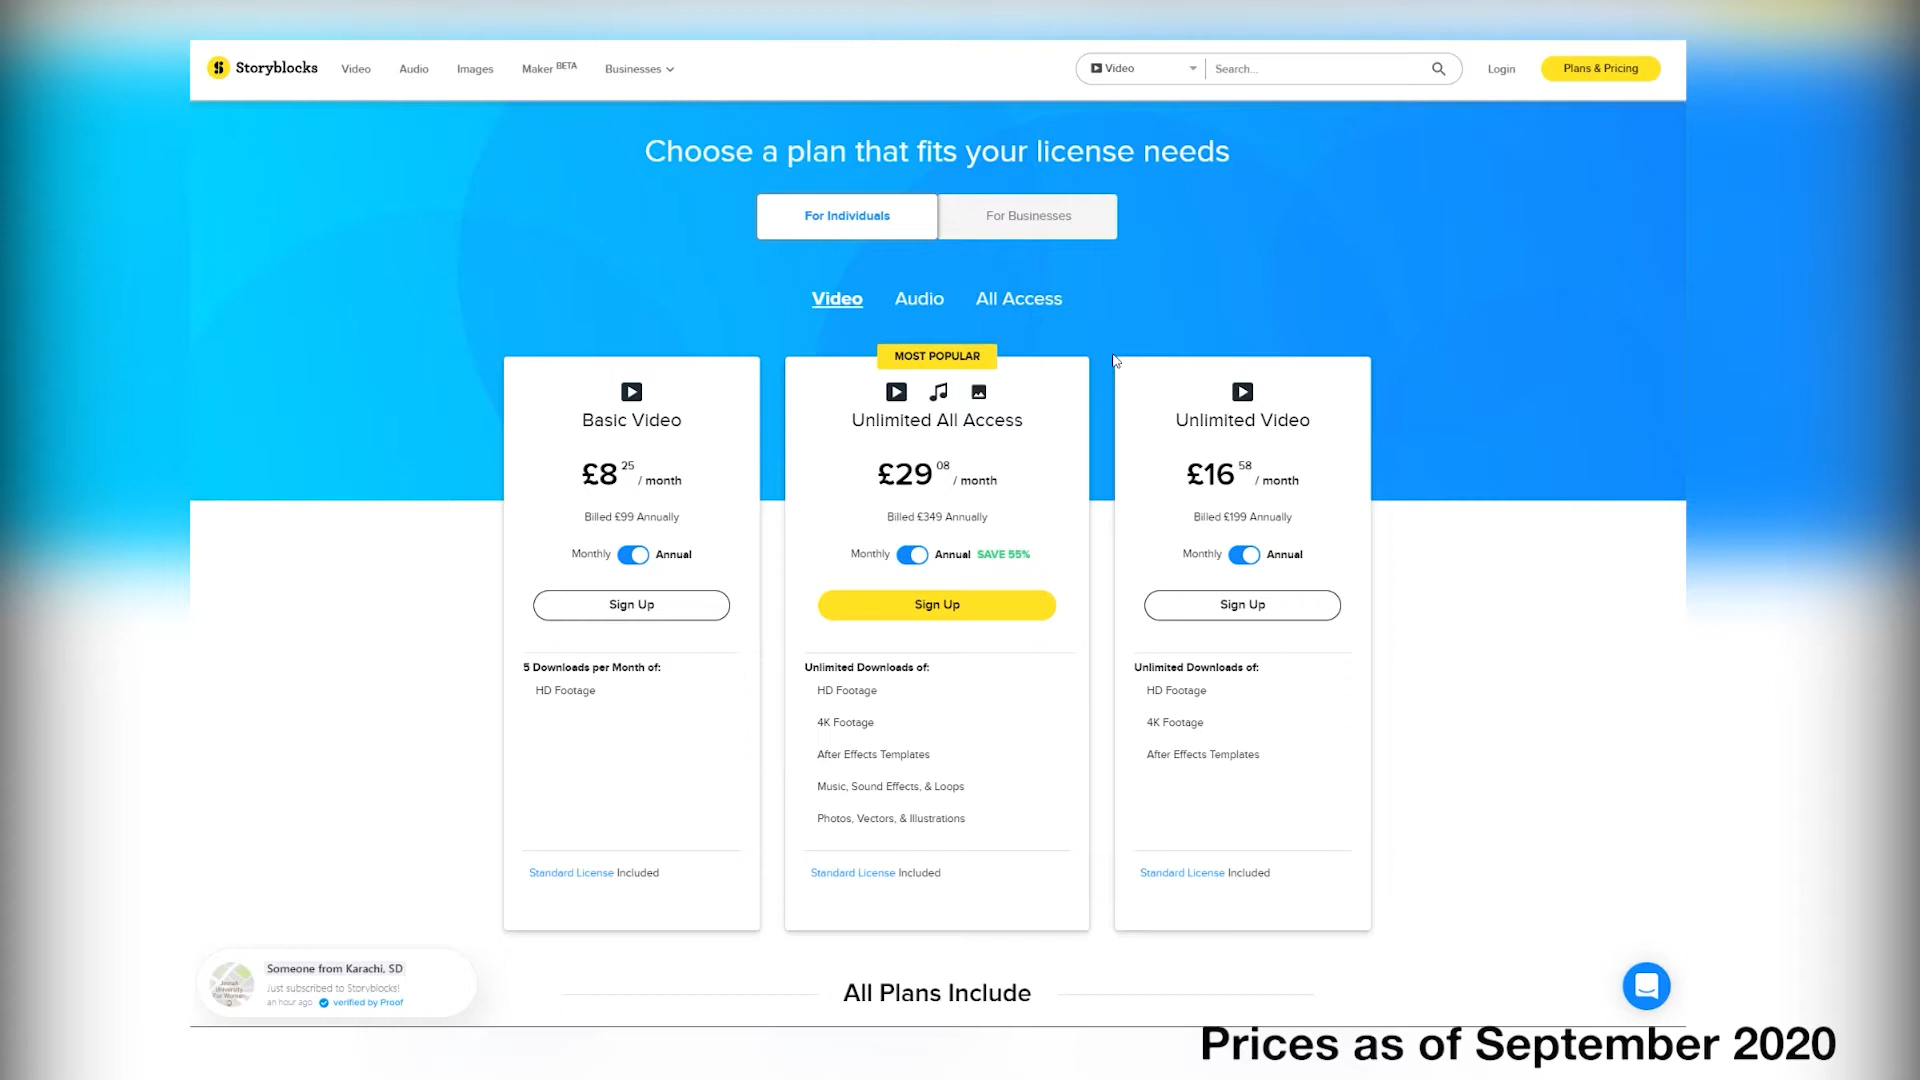 Storyblocks Video Audio Images Maker BETA Businesses Video Search... Login Plans & Pricing
Choose a plan that fits your license needs
For Individuals For Businesses
Video Audio All Access
MOST POPULAR
Basic Video Unlimited All Access Unlimited Video
£8 25 / month £29 08 / month £16 58 / month
Billed £99 Annually Billed £349 Annually Billed £199 Annually
Monthly Annual Monthly Annual SAVE 55% Monthly Annual
Sign Up Sign Up Sign Up
5 Downloads per Month of: Unlimited Downloads of: Unlimited Downloads of:
HD Footage HD Footage HD Footage
4K Footage 4K Footage
After Effects Templates After Effects Templates
Music, Sound Effects, & Loops
Photos, Vectors, & Illustrations
Standard License Included Standard License Included Standard License Included
Someone from Karachi, SD
Just subscribed to Storyblocks!
an hour ago verified by Proof
All Plans Include
Prices as of September 2020